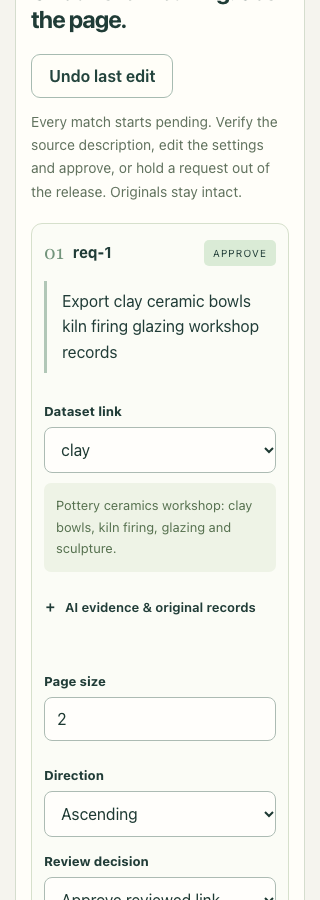 the page.
Undo last edit
Every match starts pending. Verify the
source description, edit the settings
and approve, or hold a request out of
the release. Originals stay intact.
01 req-1 APPROVE
Export clay ceramic bowls
kiln firing glazing workshop
records
Dataset link
clay
Pottery ceramics workshop: clay
bowls, kiln firing, glazing and
sculpture.
+ AI evidence & original records
Page size
2
Direction
Ascending
Review decision
Approve reviewed link